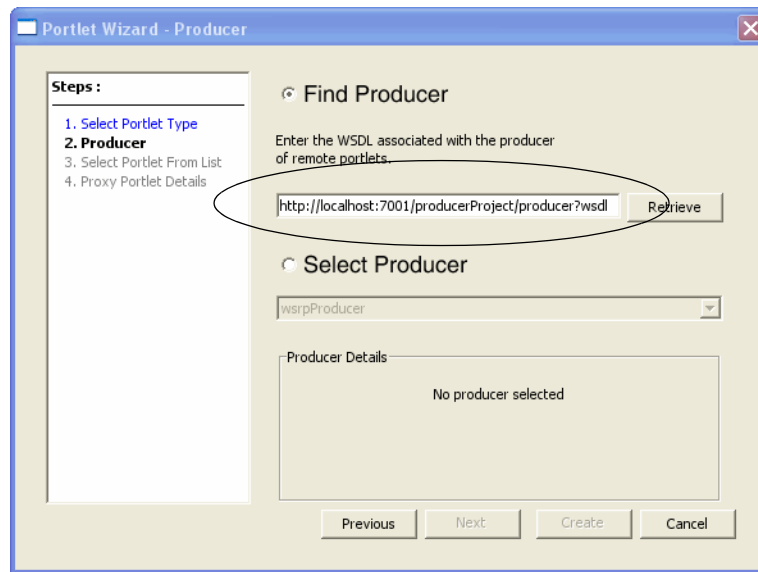 Portlet Wizard - Producer
Steps :
1. Select Portlet Type
2. Producer
3. Select Portlet From List
4. Proxy Portlet Details
Find Producer
Enter the WSDL associated with the producer
of remote portlets.
http://localhost:7001/producerProject/producer?wsdl
Retrieve
Select Producer
wsrpProducer
Producer Details
No producer selected
Previous
Next
Create
Cancel